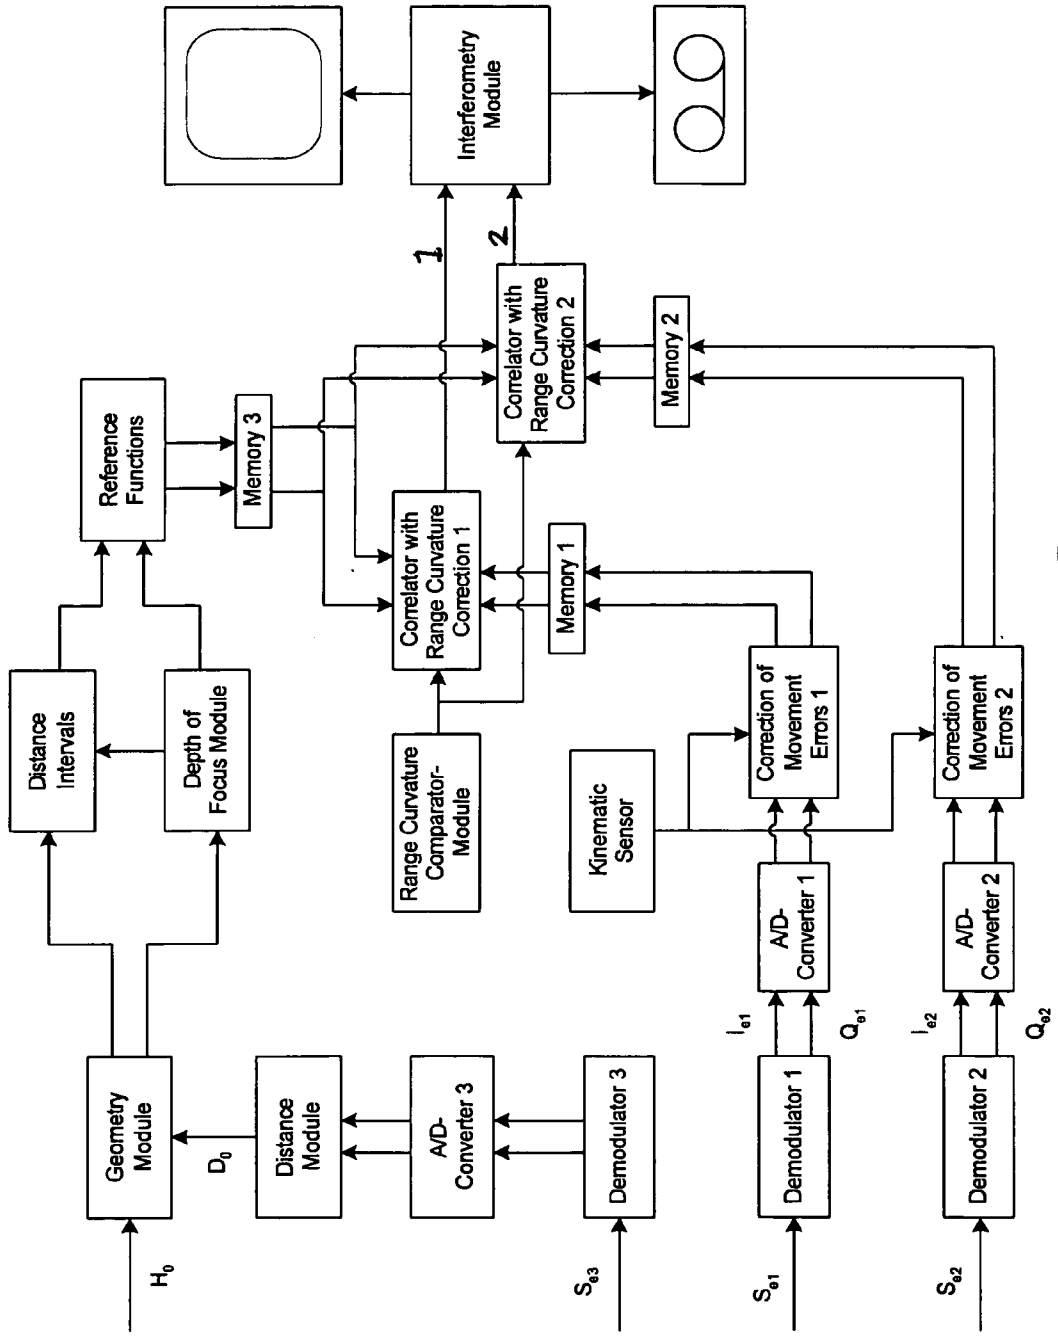 H₀
Geometry
Module
D₀
Distance
Module
A/D-
Converter 3
Demodulator 3
Sₑ₃
Distance
Intervals
Depth of
Focus Module
Reference
Functions
Memory 3
Range Curvature
Comparator-
Module
Correlator with
Range Curvature
Correction 1
Correlator with
Range Curvature
Correction 2
Memory 1
Memory 2
1
2
Interferometry
Module
Kinematic
Sensor
Sₑ₁
Demodulator 1
Iₑ₁
Qₑ₁
A/D-
Converter 1
Correction of
Movement
Errors 1
Sₑ₂
Demodulator 2
Iₑ₂
Qₑ₂
A/D-
Converter 2
Correction of
Movement
Errors 2